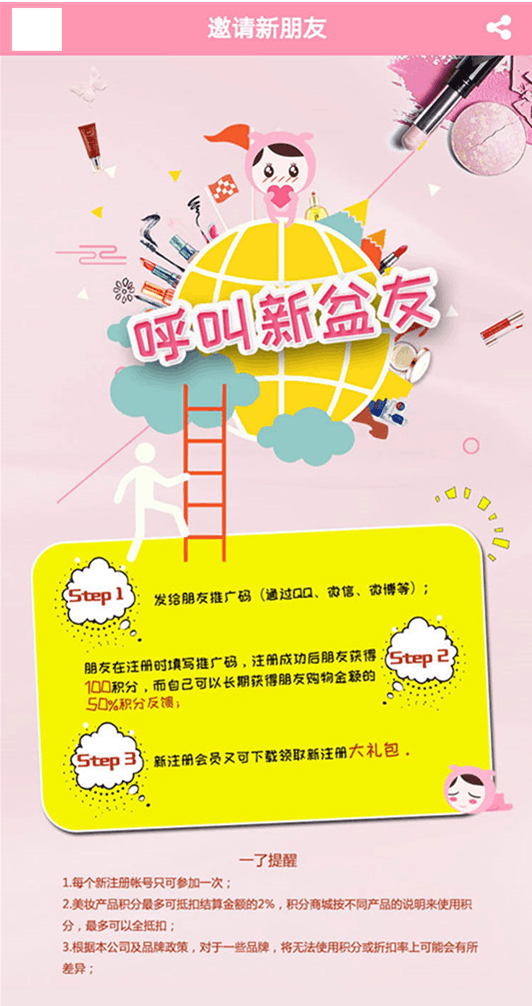 邀请新朋友
呼叫新盆友
Step 1
发给朋友推广码（通过QQ、微信、微博等）；
朋友在注册时填写推广码，注册成功后朋友获得
100积分，而自己可以长期获得朋友购物金额的
50%积分反馈；
Step 2
Step 3
新注册会员又可下载领取新注册大礼包。
一了提醒
1.每个新注册帐号只可参加一次；
2.美妆产品积分最多可抵扣结算金额的2%，积分商城按不同产品的说明来使用积
分，最多可以全抵扣；
3.根据本公司及品牌政策，对于一些品牌，将无法使用积分或折扣率上可能会有所
差异；